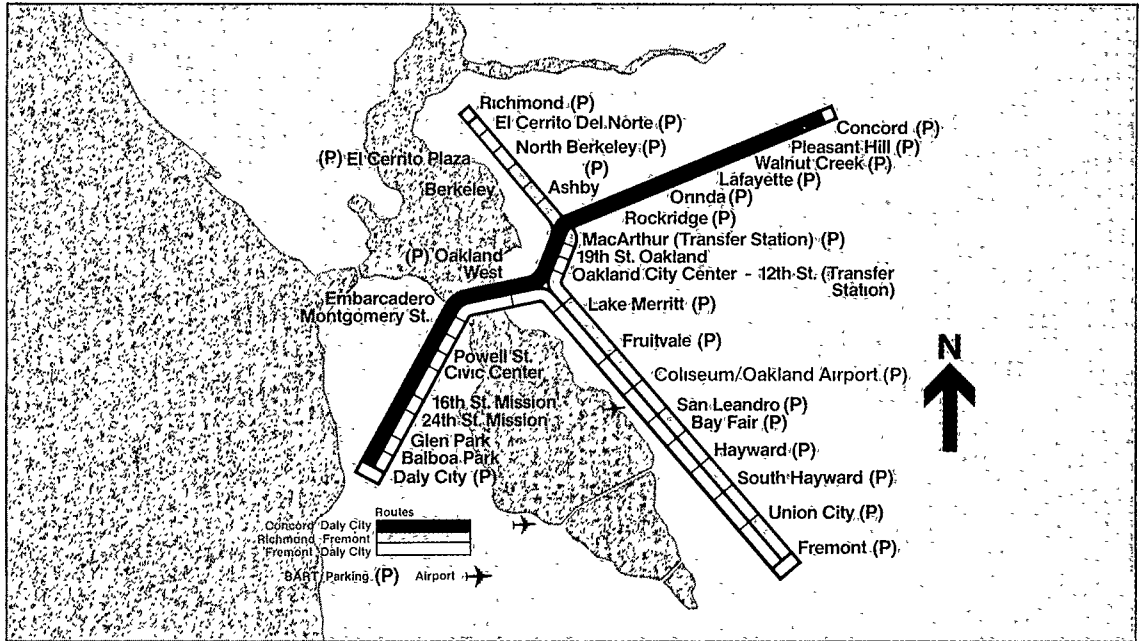 Richmond (P)
El Cerrito Del Norte (P)
North Berkeley (P)
(P) El Cerrito Plaza
(P)
Ashby
Berkeley
Concord (P)
Pleasant Hill (P)
Walnut Creek (P)
Lafayette (P)
Orinda (P)
Rockridge (P)
MacArthur (Transfer Station) (P)
19th St. Oakland
Oakland City Center - 12th St. (Transfer
Station)
(P) Oakland
West
Embarcadero
Montgomery St.
Lake Merritt (P)
Fruitvale (P)
Coliseum/Oakland Airport (P)
San Leandro (P)
Bay Fair (P)
Hayward (P)
South Hayward (P)
Union City (P)
Fremont (P)
Powell St.
Civic Center
16th St. Mission
24th St. Mission
Glen Park
Balboa Park
Daly City (P)
N
Routes
Concord Daly City
Richmond Fremont
Fremont Daly City
BART Parking (P) Airport